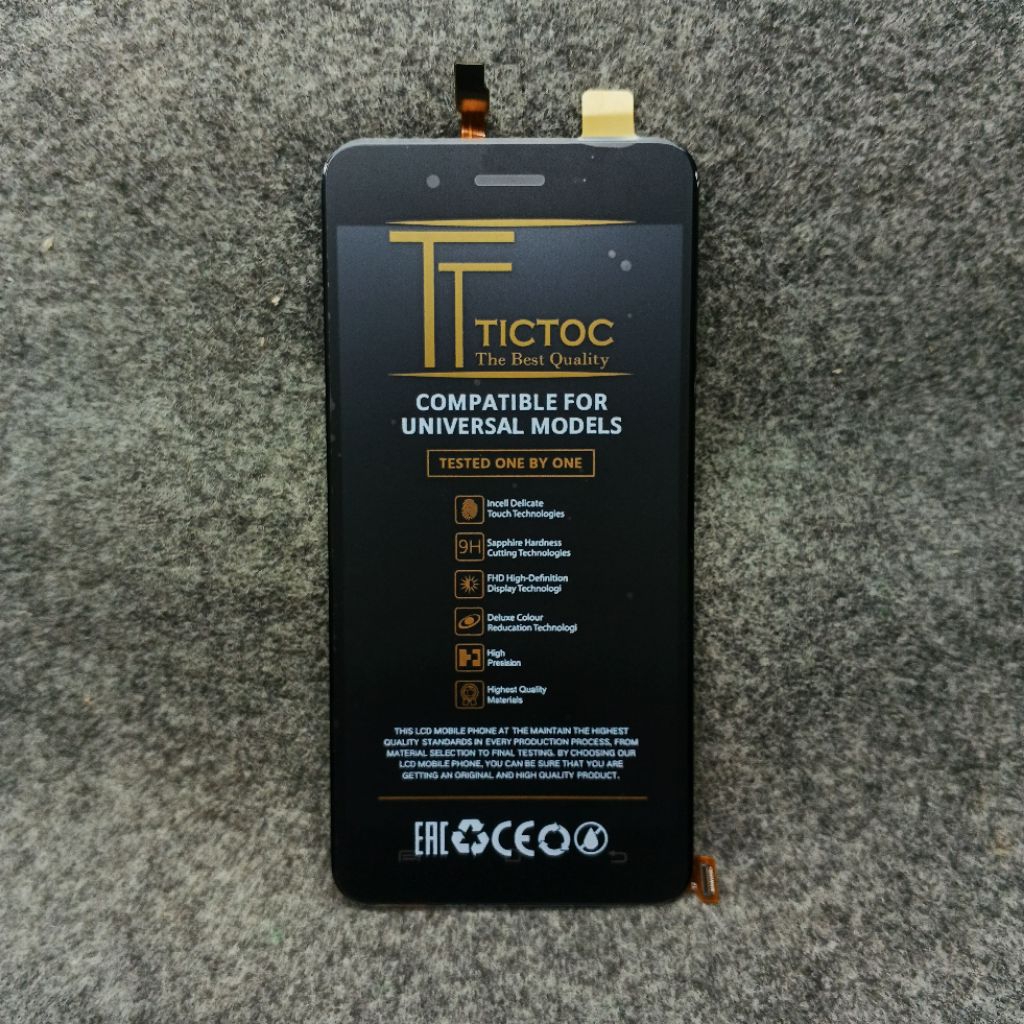 TT
TICTOC
The Best Quality
COMPATIBLE FOR
UNIVERSAL MODELS
TESTED ONE BY ONE
Incell Delicate
Touch Technologies
9H
Sapphire Hardness
Cutting Technologies
FHD High-Definition
Display Technologi
Deluxe Colour
Reducation Technologi
High
Presision
Highest Quality
Materials
THIS LCD MOBILE PHONE AT THE MAINTAIN THE HIGHEST
QUALITY STANDARDS IN EVERY PRODUCTION PROCESS, FROM
MATERIAL SELECTION TO FINAL TESTING. BY CHOOSING OUR
LCD MOBILE PHONE, YOU CAN BE SURE THAT YOU ARE
GETTING AN ORIGINAL AND HIGH QUALITY PRODUCT.
EAC CE